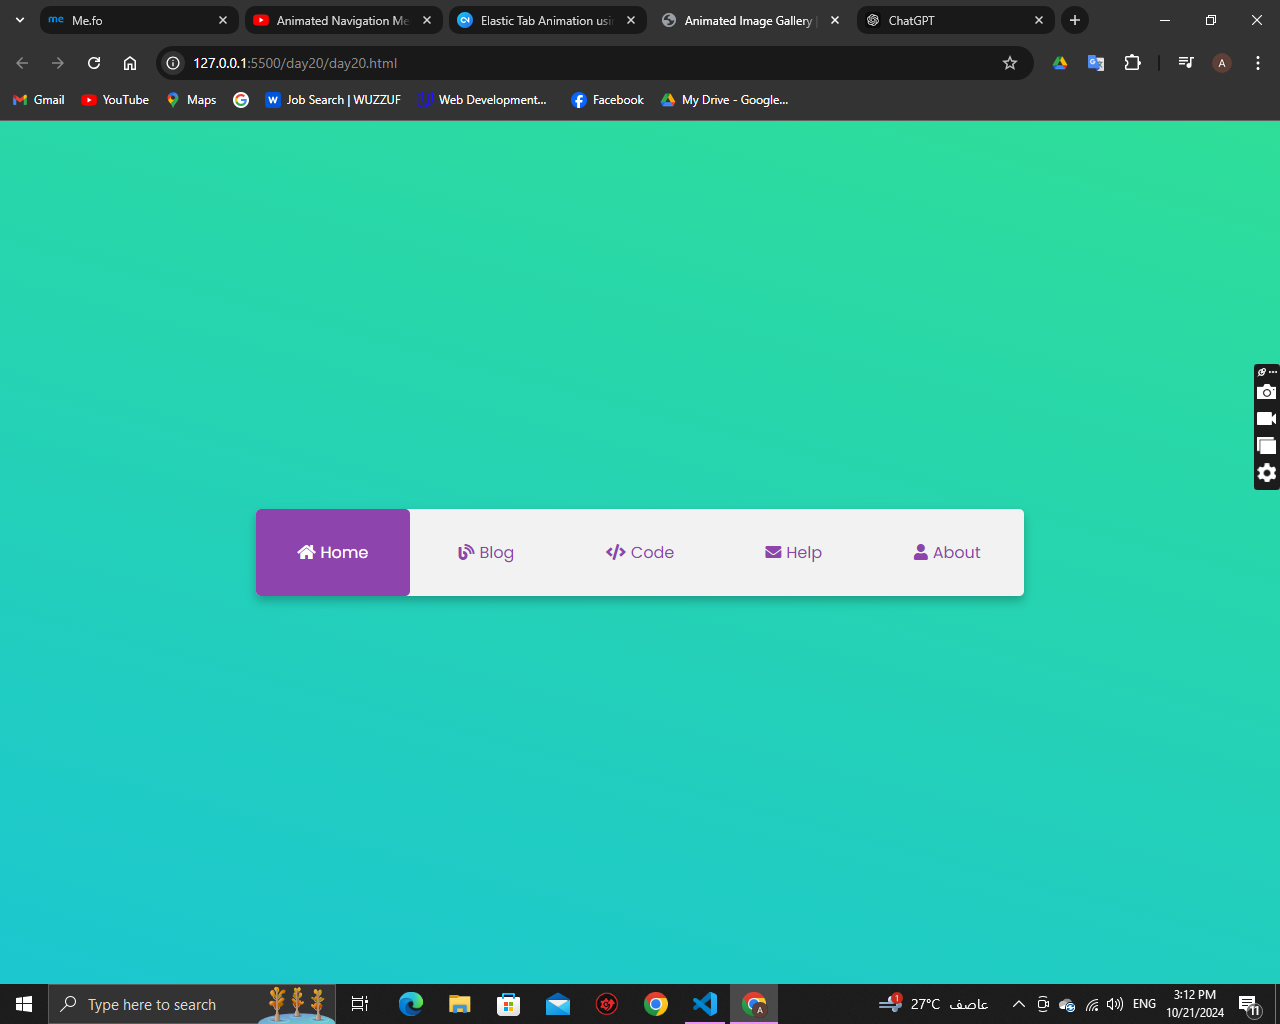 me Me.fo
Animated Navigation Me
Elastic Tab Animation usi
Animated Image Gallery |
ChatGPT
127.0.0.1:5500/day20/day20.html
A
Gmail
YouTube
Maps
Job Search | WUZZUF
Web Development...
Facebook
My Drive - Google...
Home
Blog
Code
Help
About
Type here to search
1
27°C عاصف
ENG
3:12 PM
10/21/2024
11